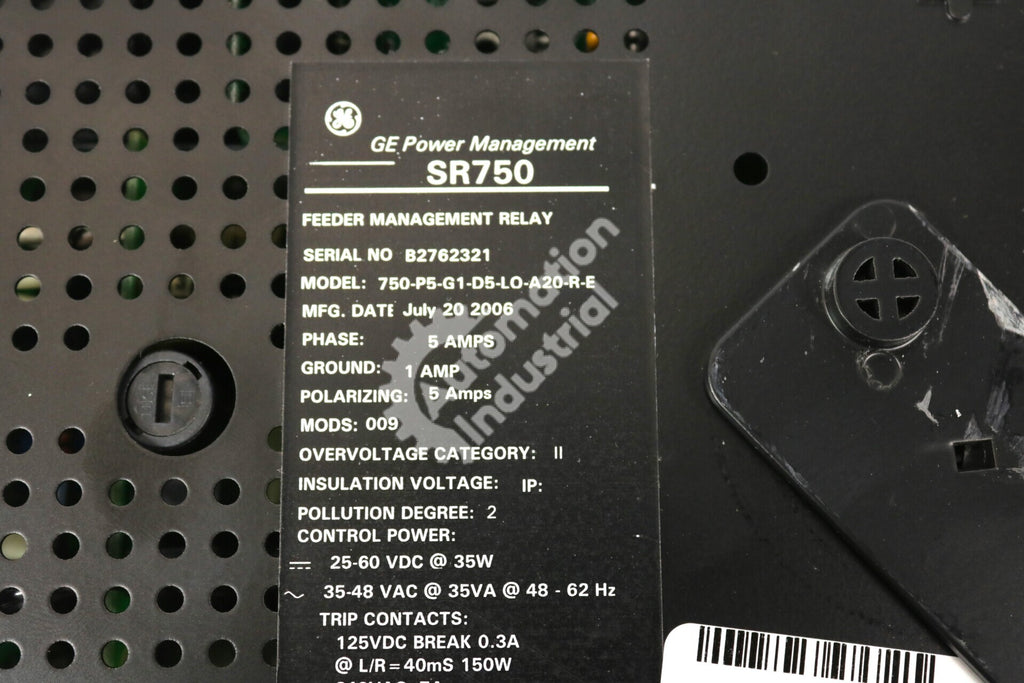 GE Power Management
SR750
FEEDER MANAGEMENT RELAY
SERIAL NO B2762321
MODEL: 750-P5-G1-D5-LO-A20-R-E
MFG. DATE July 20 2006
PHASE: 5 AMPS
GROUND: 1 AMP
POLARIZING: 5 Amps
MODS: 009
OVERVOLTAGE CATEGORY: II
INSULATION VOLTAGE: IP:
POLLUTION DEGREE: 2
CONTROL POWER:
25-60 VDC @ 35W
35-48 VAC @ 35VA @ 48 - 62 Hz
TRIP CONTACTS:
125VDC BREAK 0.3A
@ L/R=40mS 150W
Automation
Industrial